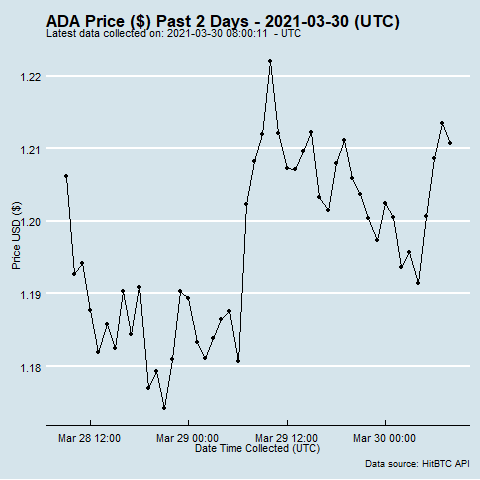 ADA Price ($) Past 2 Days - 2021-03-30 (UTC)
Latest data collected on: 2021-03-30 08:00:11 - UTC
1.22
1.21
1.20
1.19
1.18
Price USD ($)
Mar 28 12:00 Mar 29 00:00 Mar 29 12:00 Mar 30 00:00
Date Time Collected (UTC)
Data source: HitBTC API